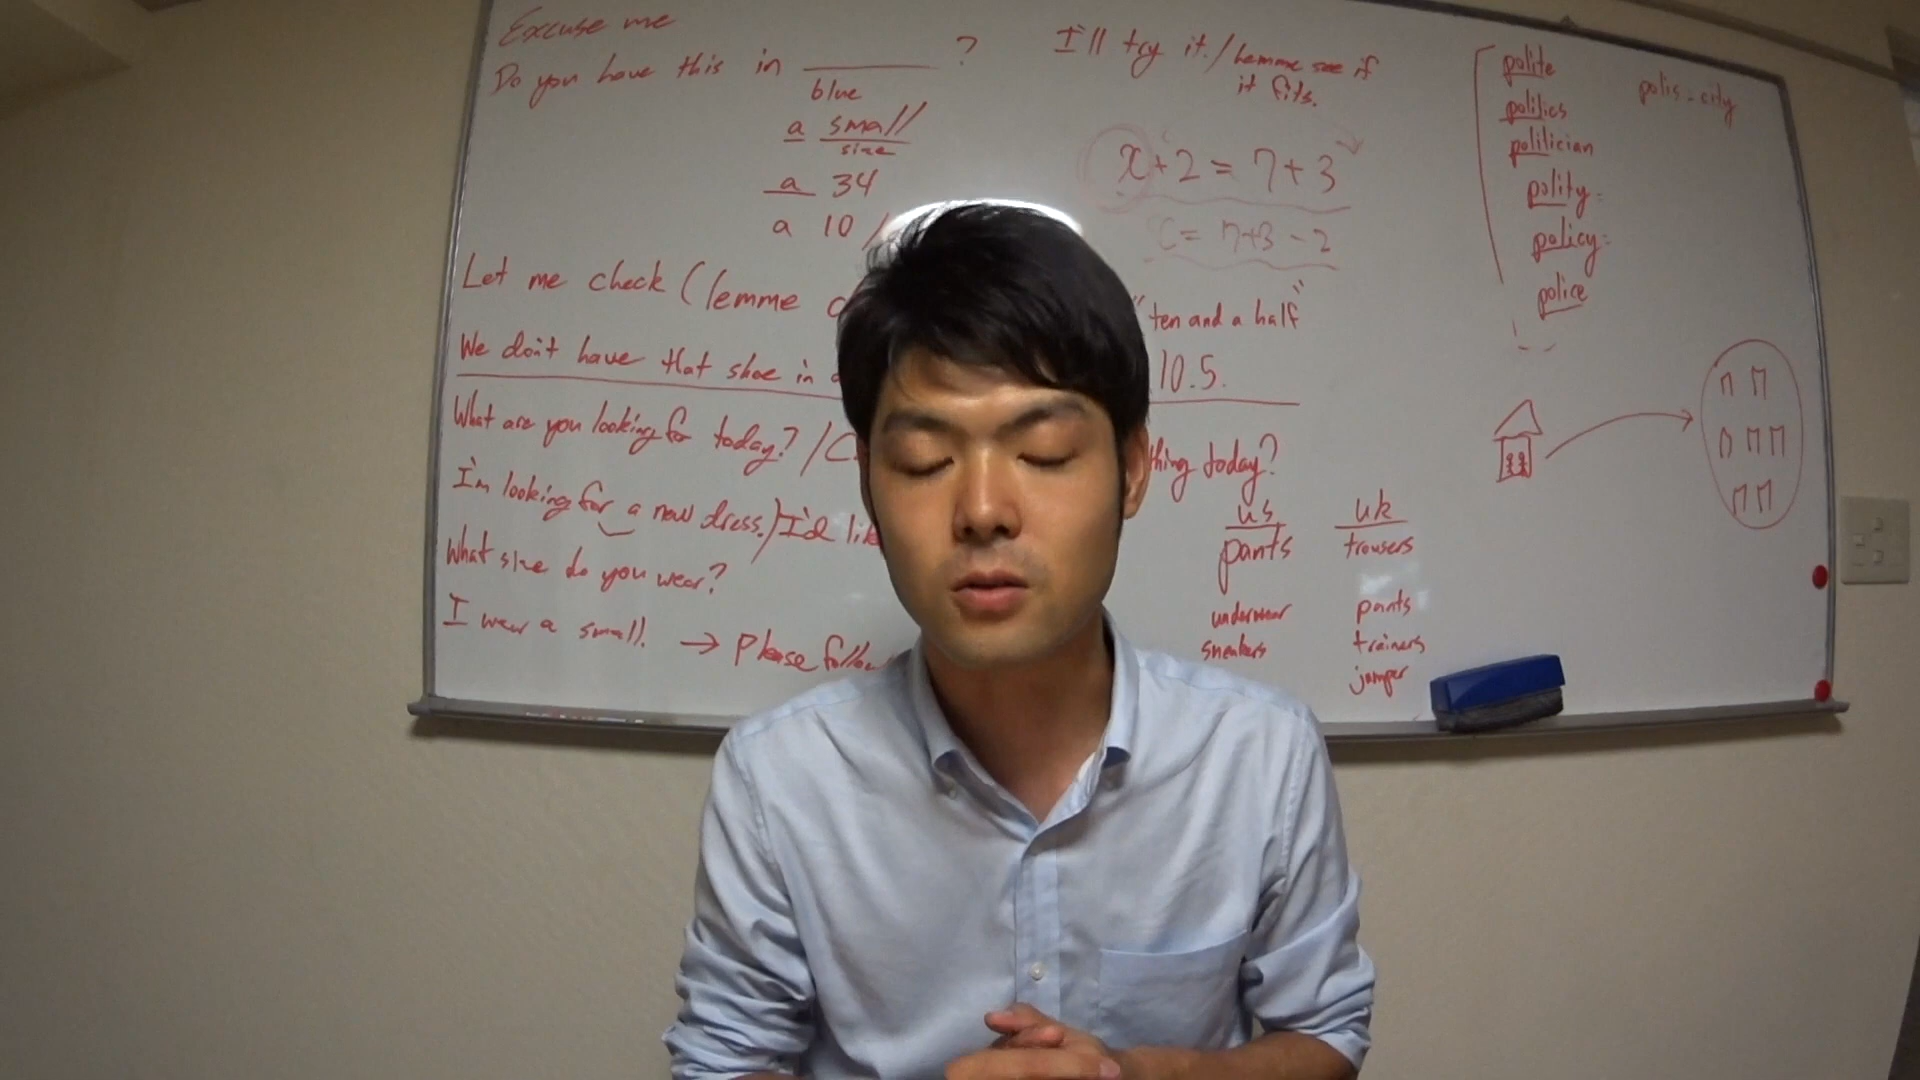 Excuse me
Do you have this in ______ ?
blue
a small
size
a 34
a 10 /
Let me check (lemme
We don't have that shoe in
"ten and a half"
10.5.
What are you looking for today? / C
thing today?
I'm looking for a new dress. / I'd like
What size do you wear?
I wear a small. → Please follow
I'll try it. / Lemme see if
it fits.
x + 2 = 7 + 3
= 7+3 - 2
US
pants
underwear
sneakers
UK
trousers
pants
trainers
jumper
polite
politics
politician
polity:
policy:
police
polis - city